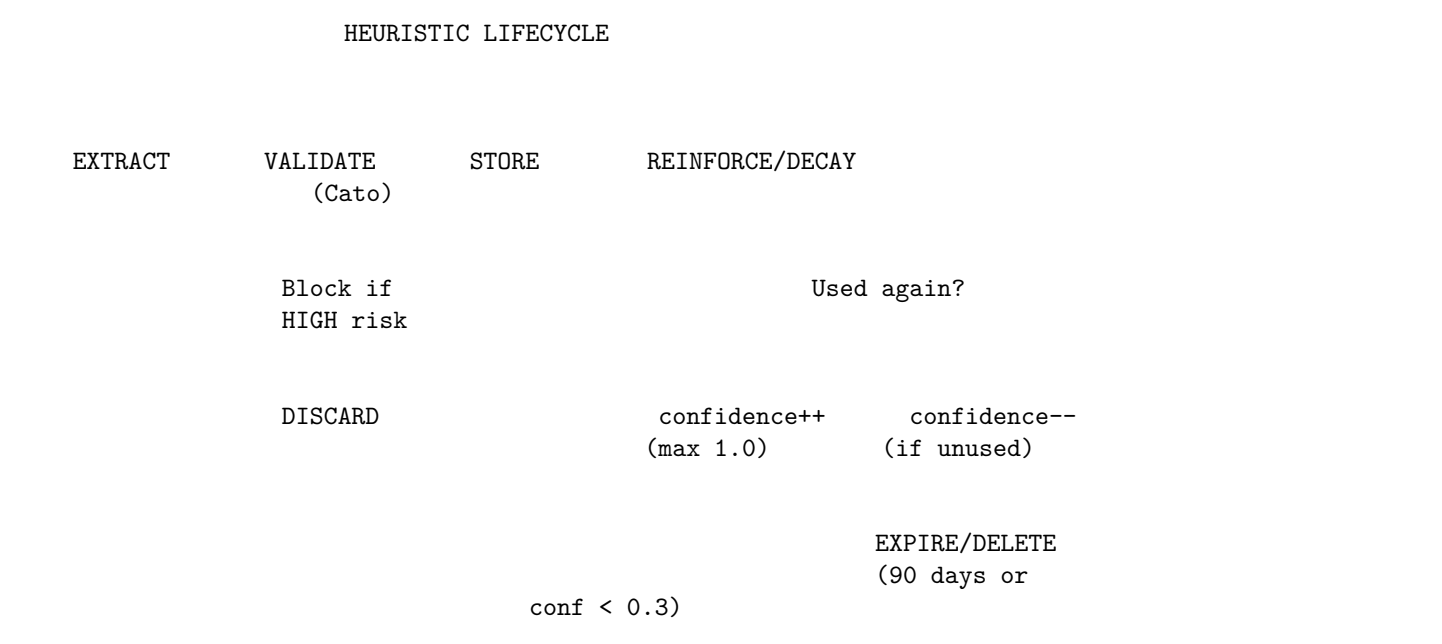 HEURISTIC LIFECYCLE
EXTRACT VALIDATE STORE REINFORCE/DECAY
(Cato)
Block if Used again?
HIGH risk
DISCARD confidence++ confidence--
(max 1.0) (if unused)
EXPIRE/DELETE
(90 days or
conf < 0.3)